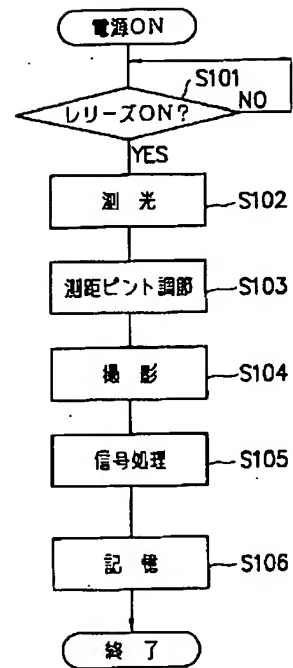 電源ON
S101
レリーズON?
NO
YES
測光
S102
測距ピント調節
S103
撮影
S104
信号処理
S105
記憶
S106
終了